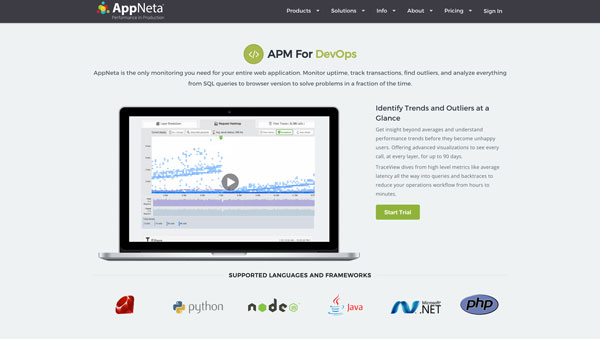 AppNeta
Performance in Production
Products
Solutions
Info
About
Pricing
Sign In
APM For DevOps
AppNeta is the only monitoring you need for your entire web application. Monitor uptime, track transactions, find outliers, and analyze everything
from SQL queries to browser version to solve problems in a fraction of the time.
Identify Trends and Outliers at a
Glance
Get insight beyond averages and understand
performance trends before they become unhappy
users. Offering advanced visualizations to see every
call, at every layer, for up to 90 days.
TraceView dives from high level metrics like average
latency all the way into queries and backtraces to
reduce your operations workflow from hours to
minutes.
Start Trial
SUPPORTED LANGUAGES AND FRAMEWORKS
python
node
JS
Java
Microsoft
.NET
php